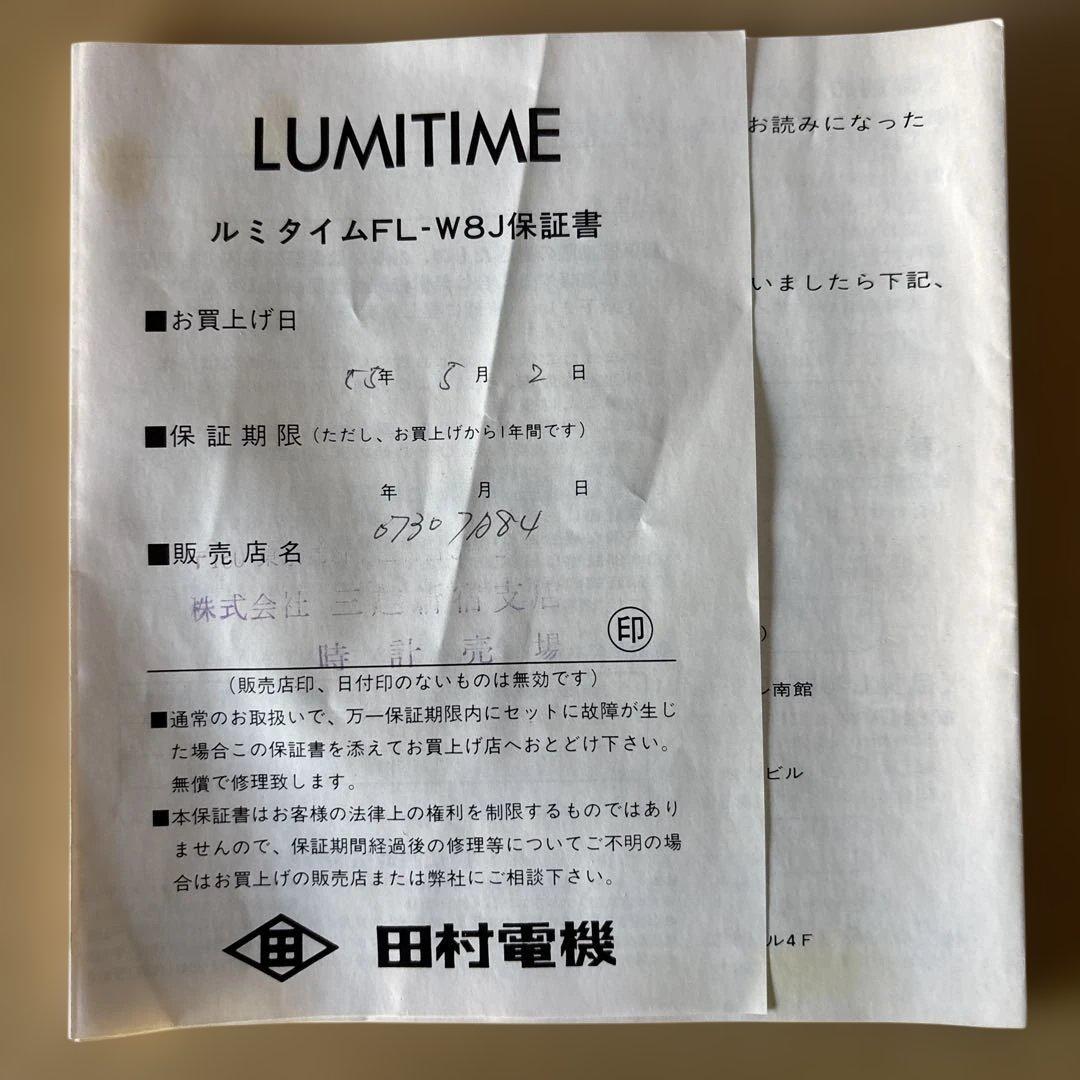 LUMITIME
ルミタイムFL-W8J保証書
■お買上げ日
55年 5月 2日
■保証期限(ただし、お買上げから1年間です)
年 月 日
■販売店名
株式会社 三越新宿支店
時計売場
印
(販売店印、日付印のないものは無効です)
■通常のお取扱いで、万一保証期限内にセットに故障が生じ
た場合この保証書を添えてお買上げ店へおとどけ下さい。
無償で修理致します。
■本保証書はお客様の法律上の権利を制限するものではあり
ませんので、保証期間経過後の修理等についてご不明の場
合はお買上げの販売店または弊社にご相談下さい。
田 田村電機
お読みになった
いましたら下記、
南館
ビル
ル4F